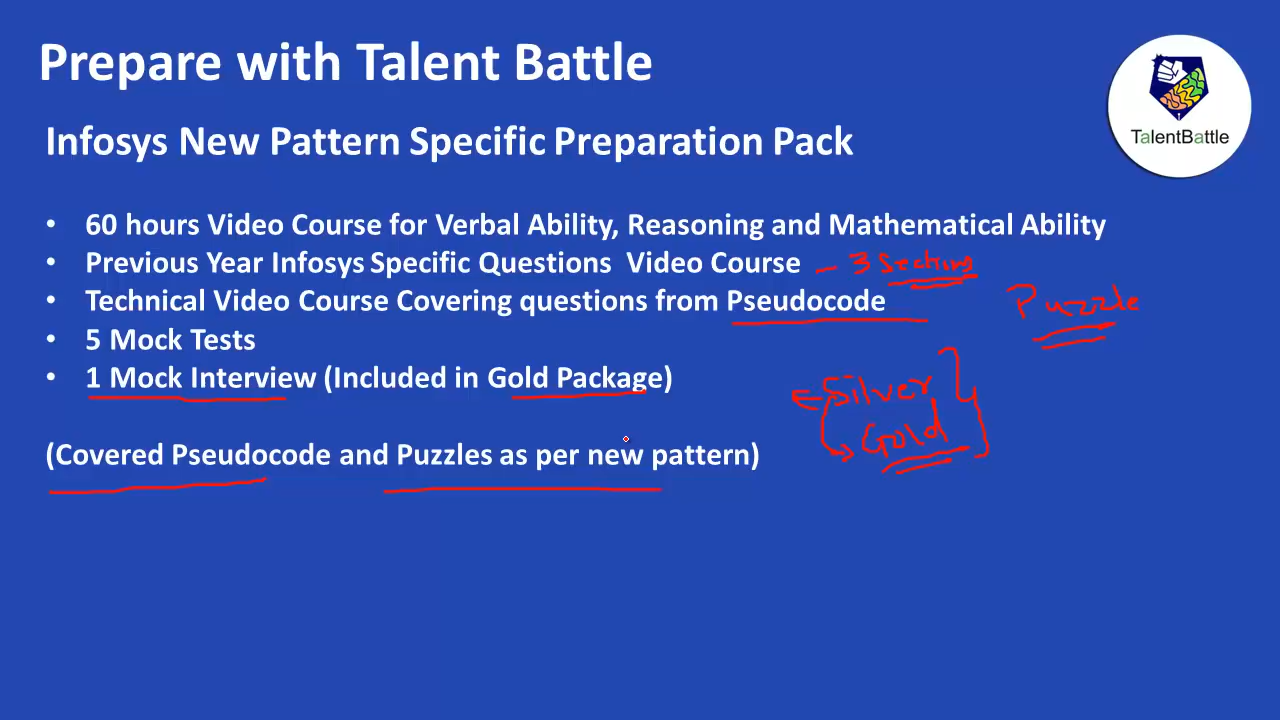 Prepare with Talent Battle
TalentBattle
Infosys New Pattern Specific Preparation Pack
• 60 hours Video Course for Verbal Ability, Reasoning and Mathematical Ability
• Previous Year Infosys Specific Questions Video Course – 3 Sections
• Technical Video Course Covering questions from Pseudocode
Puzzle
• 5 Mock Tests
• 1 Mock Interview (Included in Gold Package)
Silver
Gold
(Covered Pseudocode and Puzzles as per new pattern)